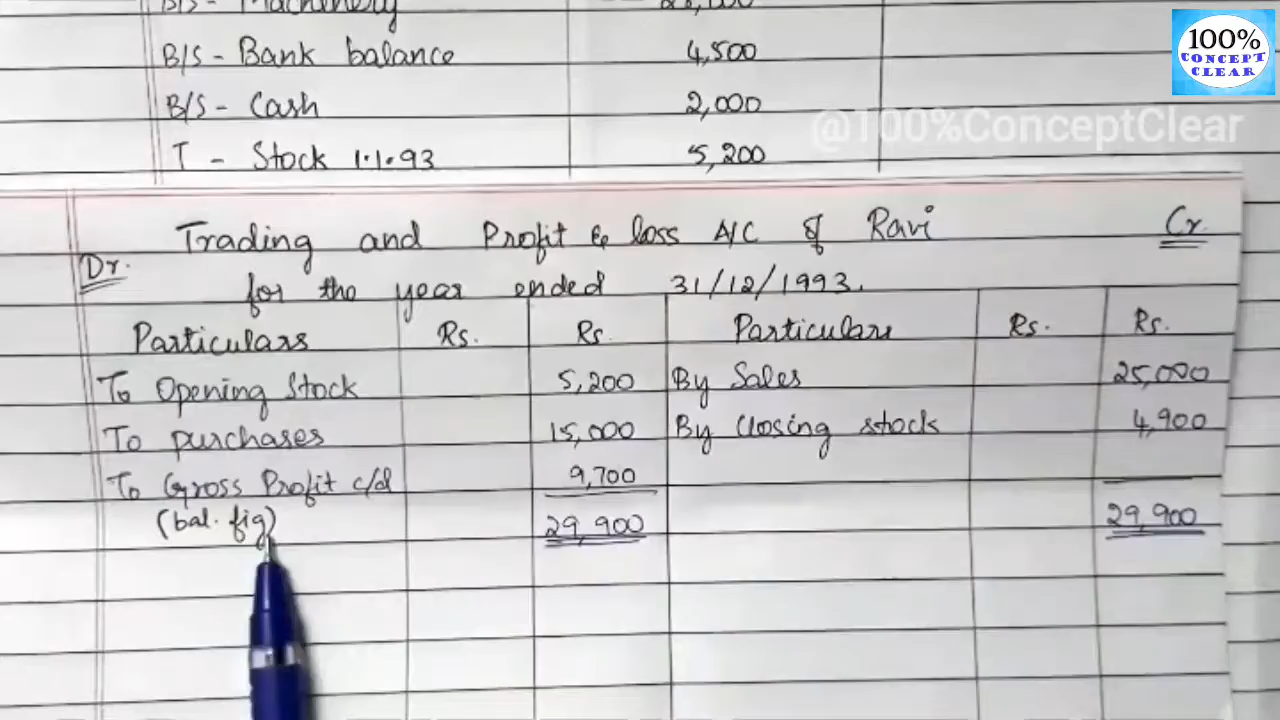 B/S - Machinery
B/S - Bank balance 4,500
B/S - Cash 2,000
T - Stock 1.1.93 5,200
100%
CONCEPT
CLEAR
@100%ConceptClear
Trading and Profit & loss A/C of Ravi
Dr. Cr.
for the year ended 31/12/1993.
Particulars Rs. Rs. Particulars Rs. Rs.
To Opening Stock 5,200 By Sales 25,000
To purchases 15,000 By Closing stock 4,900
To Gross Profit c/d 9,700
(bal. fig) 29,900 29,900